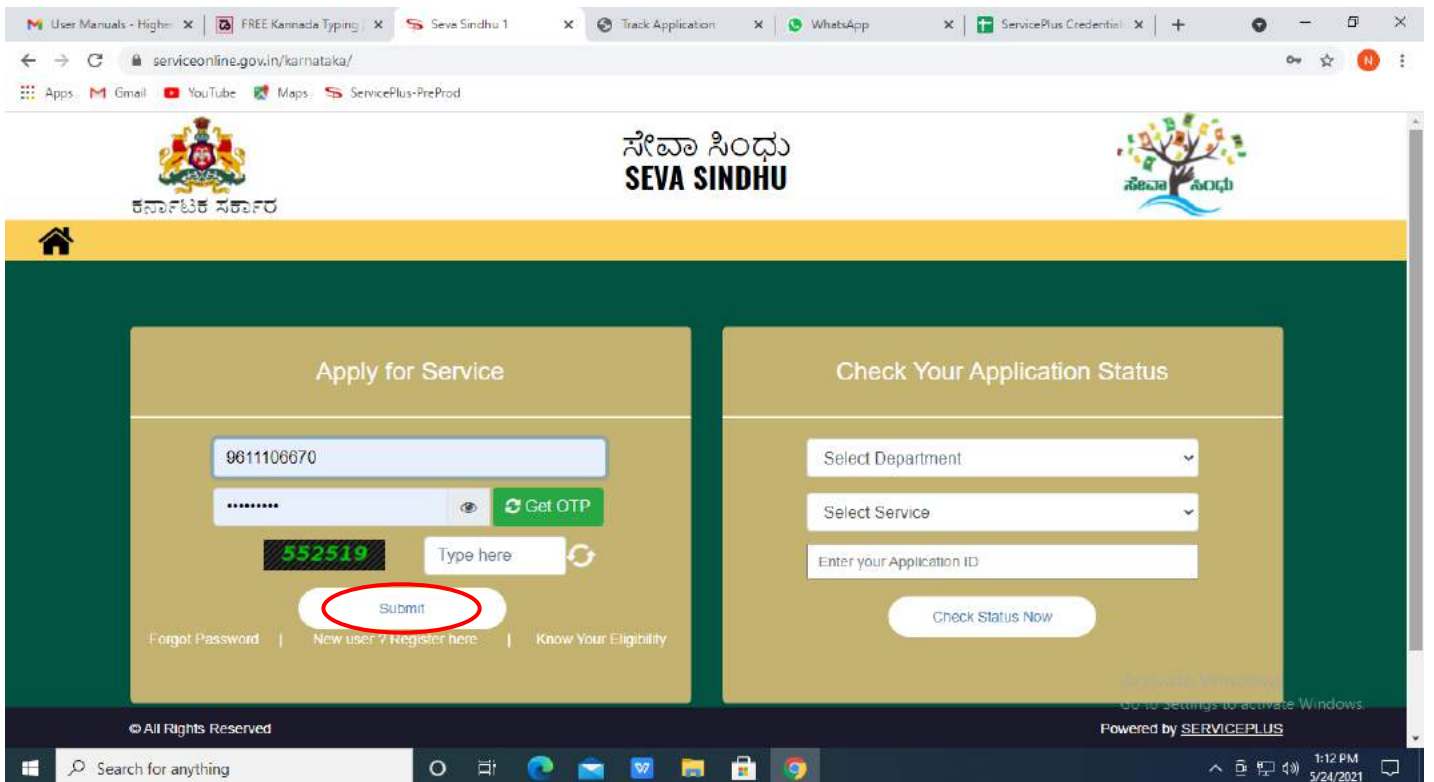 User Manuals - Higher
FREE Kannada Typing
Seva Sindhu 1
Track Application
WhatsApp
ServicePlus Credential
serviceonline.gov.in/karnataka/
N
Apps
Gmail
YouTube
Maps
ServicePlus-PreProd
ಕರ್ನಾಟಕ ಸರ್ಕಾರ
ಸೇವಾ ಸಿಂಧು
SEVA SINDHU
ಸೇವಾ ಸಿಂಧು
Apply for Service
9611106670
•••••••••
Get OTP
552519
Type here
Submit
Forgot Password | New user ? Register here | Know Your Eligibility
Check Your Application Status
Select Department
Select Service
Enter your Application ID
Check Status Now
Activate Windows
Go to Settings to activate Windows.
© All Rights Reserved
Powered by SERVICEPLUS
Search for anything
1:12 PM
5/24/2021